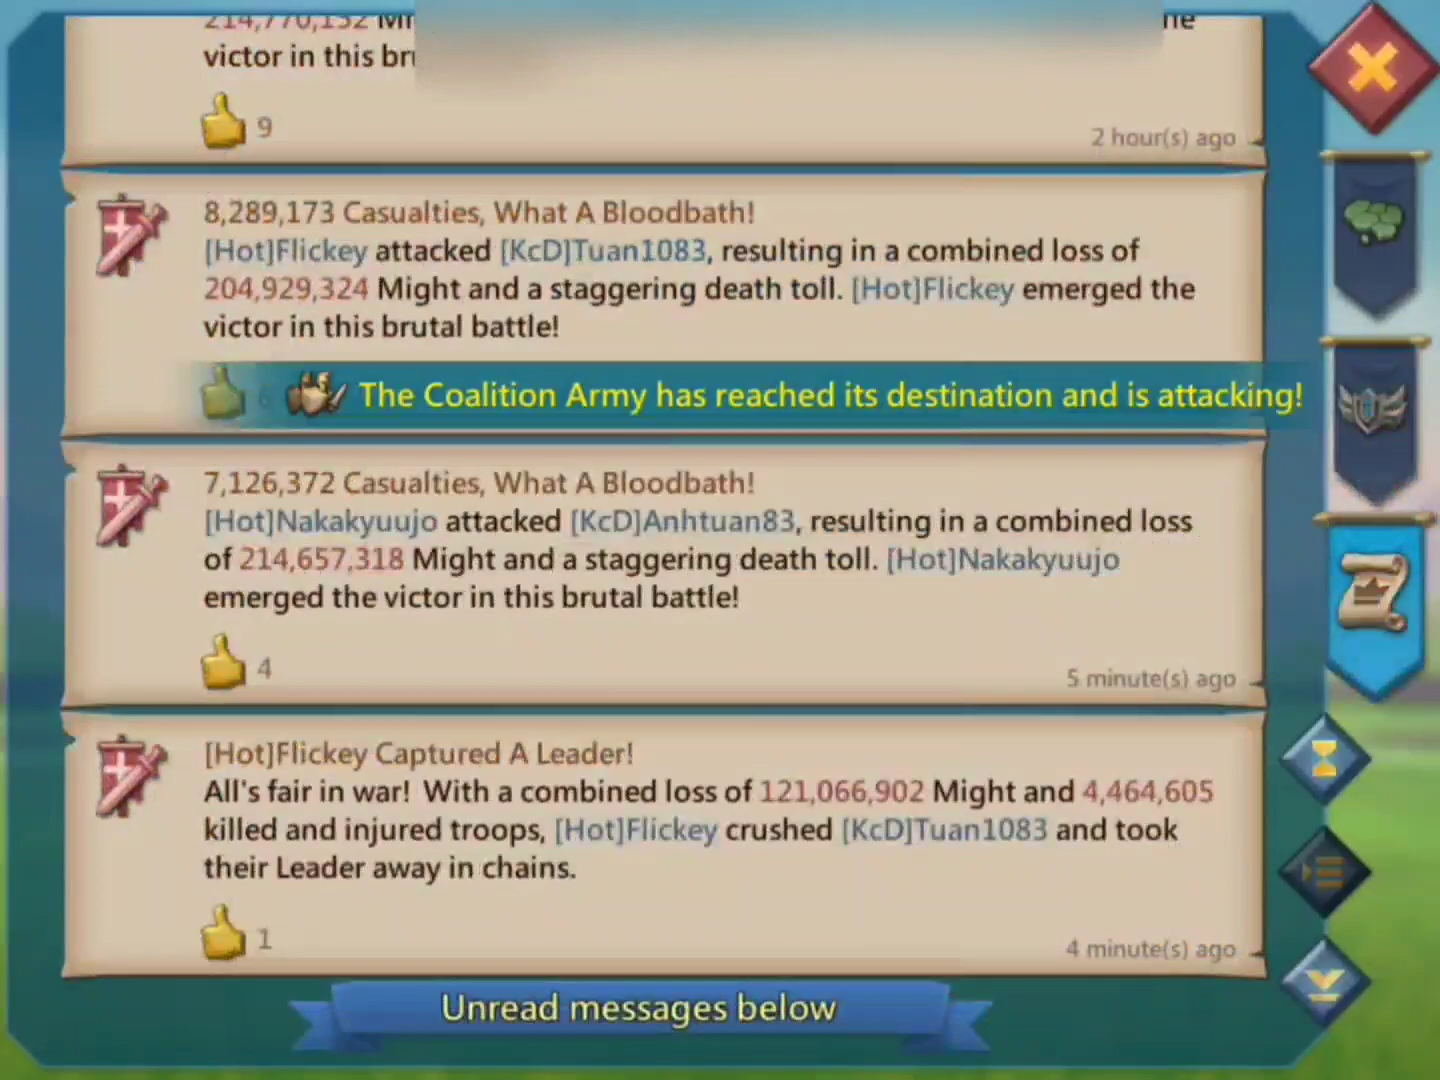 victor in this
9
2 hour(s) ago
8,289,173 Casualties, What A Bloodbath!
[Hot]Flickey attacked [KcD]Tuan1083, resulting in a combined loss of
204,929,324 Might and a staggering death toll. [Hot]Flickey emerged the
victor in this brutal battle!
The Coalition Army has reached its destination and is attacking!
7,126,372 Casualties, What A Bloodbath!
[Hot]Nakakyuujo attacked [KcD]Anhtuan83, resulting in a combined loss
of 214,657,318 Might and a staggering death toll. [Hot]Nakakyuujo
emerged the victor in this brutal battle!
4
5 minute(s) ago
[Hot]Flickey Captured A Leader!
All's fair in war! With a combined loss of 121,066,902 Might and 4,464,605
killed and injured troops, [Hot]Flickey crushed [KcD]Tuan1083 and took
their Leader away in chains.
1
4 minute(s) ago
Unread messages below